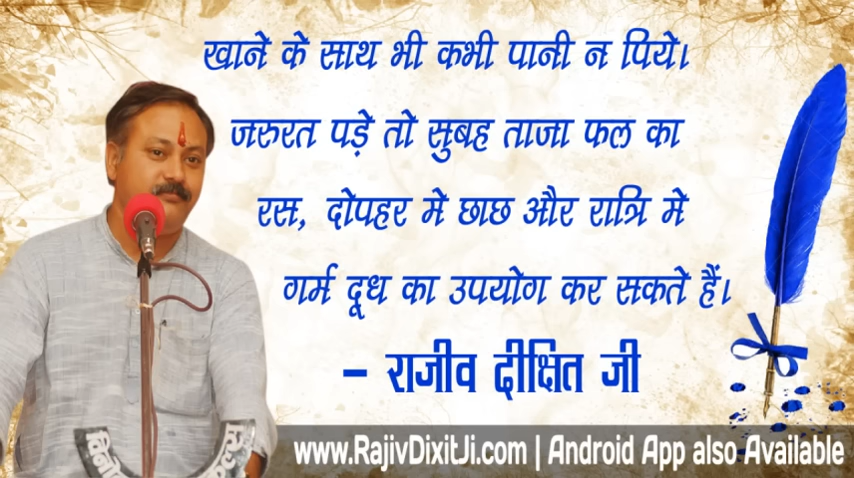 खाने के साथ भी कभी पानी न पिये।
जरुरत पड़े तो सुबह ताजा फल का
रस, दोपहर मे छाछ और रात्रि मे
गर्म दूध का उपयोग कर सकते हैं।
– राजीव दीक्षित जी
www.RajivDixitJi.com | Android App also Available